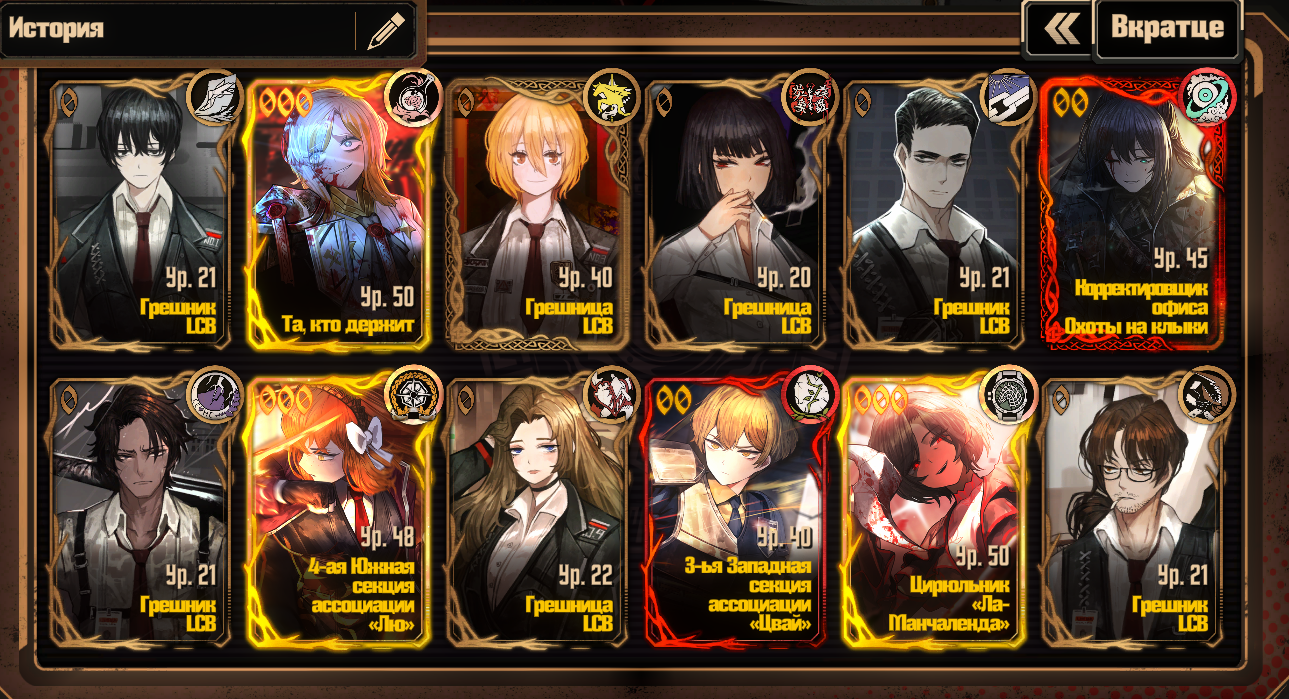 История
Вкратце
Ур. 21
Грешник
LCB
Ур. 50
Та, кто держит
Ур. 40
Грешница
LCB
Ур. 20
Грешница
LCB
Ур. 21
Грешник
LCB
Ур. 45
Корректировщик
офиса
Охоты на клыки
Ур. 21
Грешник
LCB
Ур. 48
4-ая Южная
секция
ассоциации
«Лю»
Ур. 22
Грешница
LCB
Ур. 40
3-ья Западная
секция
ассоциации
«Цвай»
Ур. 50
Цирюльник
«Ла-
Манчаленда»
Ур. 21
Грешник
LCB